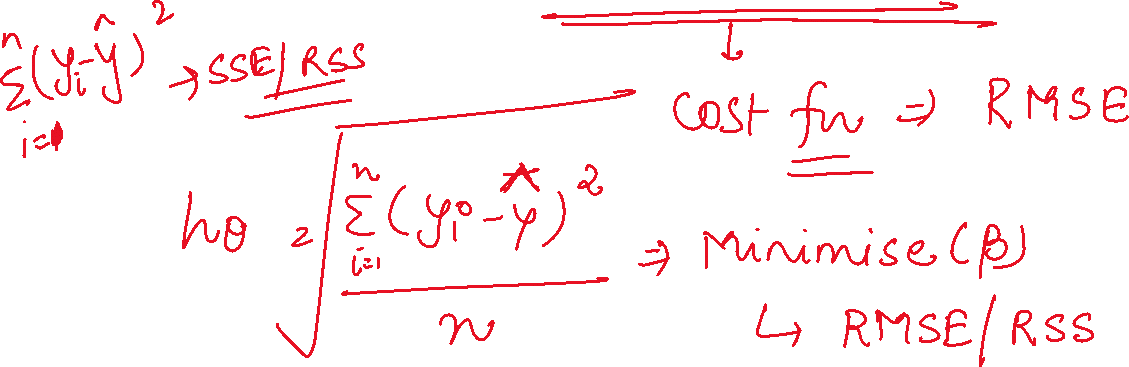 n
Σ(yi-ŷ)² → SSE/RSS
i=1
↓
Cost fn ⇒ RMSE
hθ = √(Σ(yi-ŷ)²/n) ⇒ Minimise (β)
n
i=1
↳ RMSE/RSS